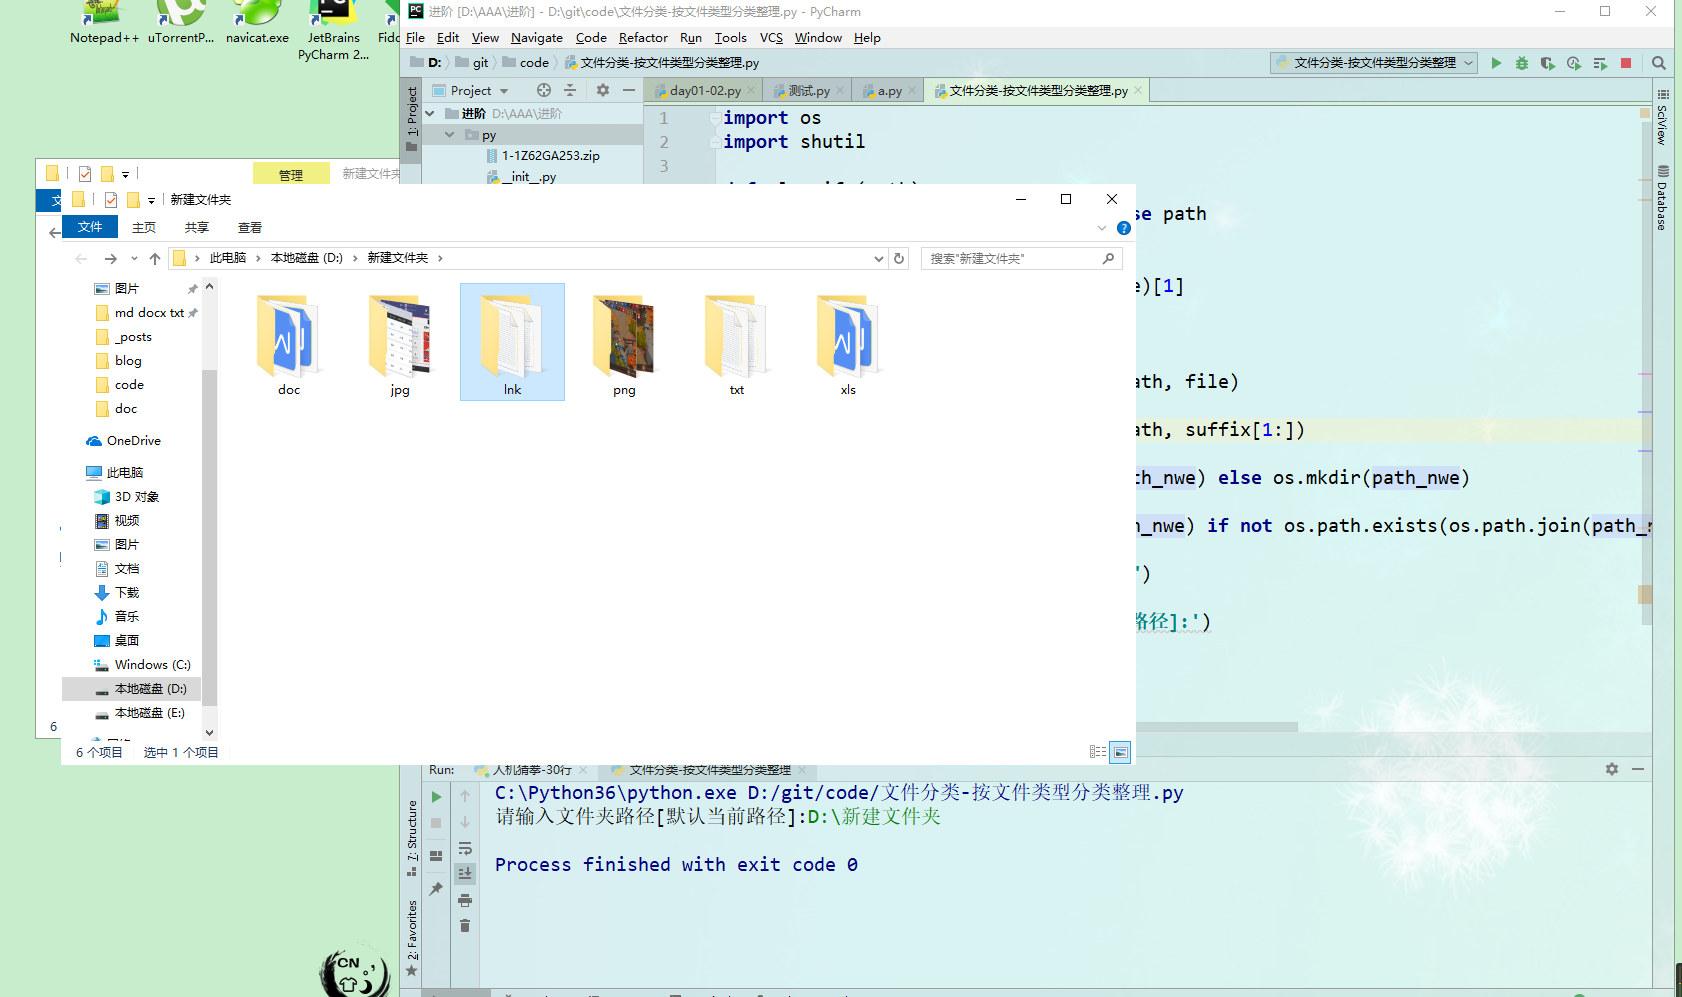 Notepad++ uTorrentP... navicat.exe JetBrains PyCharm 2...
进阶 [D:\AAA\进阶] - D:\git\code\文件分类-按文件类型分类整理.py - PyCharm
File Edit View Navigate Code Refactor Run Tools VCS Window Help
D: git code 文件分类-按文件类型分类整理.py
文件分类-按文件类型分类整理
1: Project
Project
day01-02.py 测试.py a.py 文件分类-按文件类型分类整理.py
进阶 D:\AAA\进阶
py
1-1Z62GA253.zip
__init__.py
1 import os
2 import shutil
3
SciView
Database
管理 新建文件夹
新建文件夹
文件 主页 共享 查看
此电脑 本地磁盘 (D:) 新建文件夹
搜索"新建文件夹"
图片
md docx txt
_posts
blog
code
doc
OneDrive
此电脑
3D 对象
视频
图片
文档
下载
音乐
桌面
Windows (C:)
本地磁盘 (D:)
本地磁盘 (E:)
doc jpg lnk png txt xls
6 个项目 选中 1 个项目
6
se path
e)[1]
ath, file)
ath, suffix[1:])
th_nwe) else os.mkdir(path_nwe)
h_nwe) if not os.path.exists(os.path.join(path_n
')
路径]:')
Run: 人机猜拳-30行 文件分类-按文件类型分类整理
C:\Python36\python.exe D:/git/code/文件分类-按文件类型分类整理.py
请输入文件夹路径[默认当前路径]:D:\新建文件夹
Process finished with exit code 0
7: Structure
2: Favorites
CN